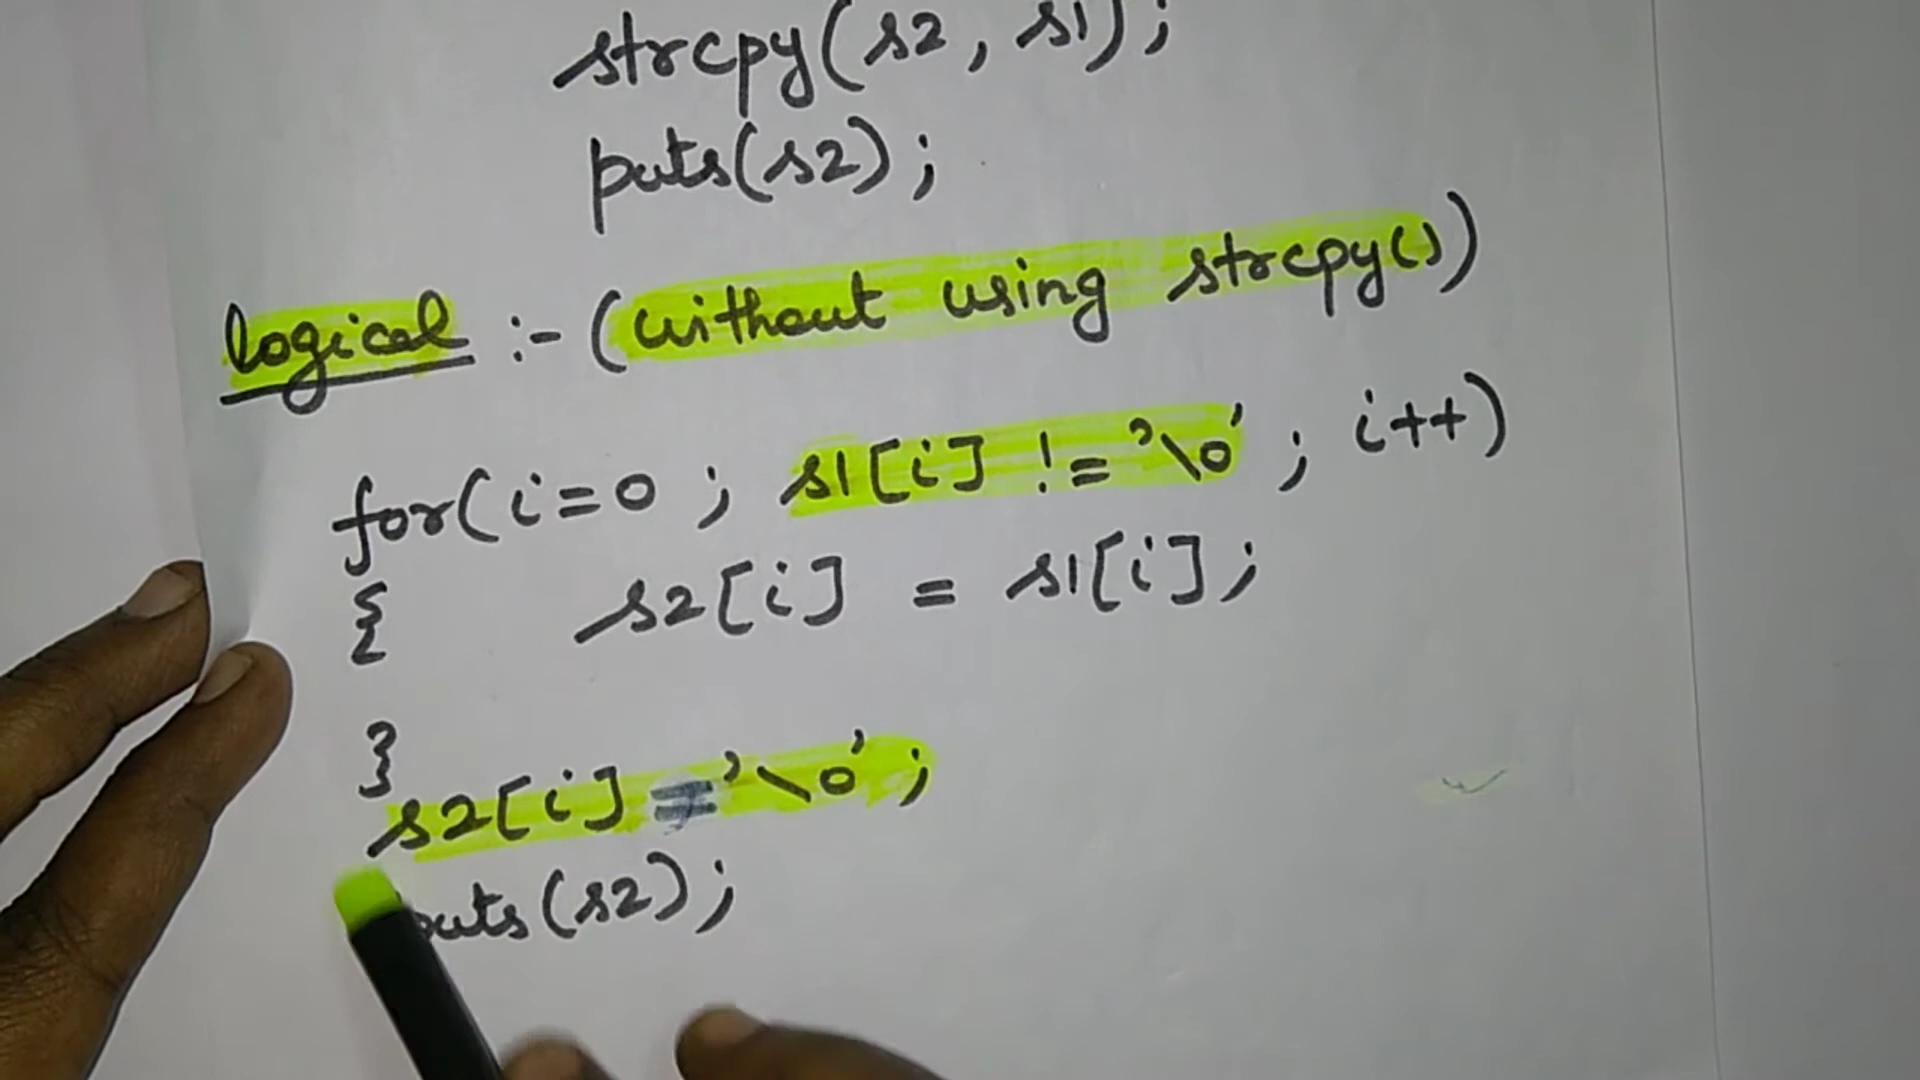 strcpy(s2, s1);
puts(s2);
logical :- (without using strcpy())
for(i=0 ; s1[i] != '\0' ; i++)
{ s2[i] = s1[i];
}
s2[i] = '\0';
puts(s2);